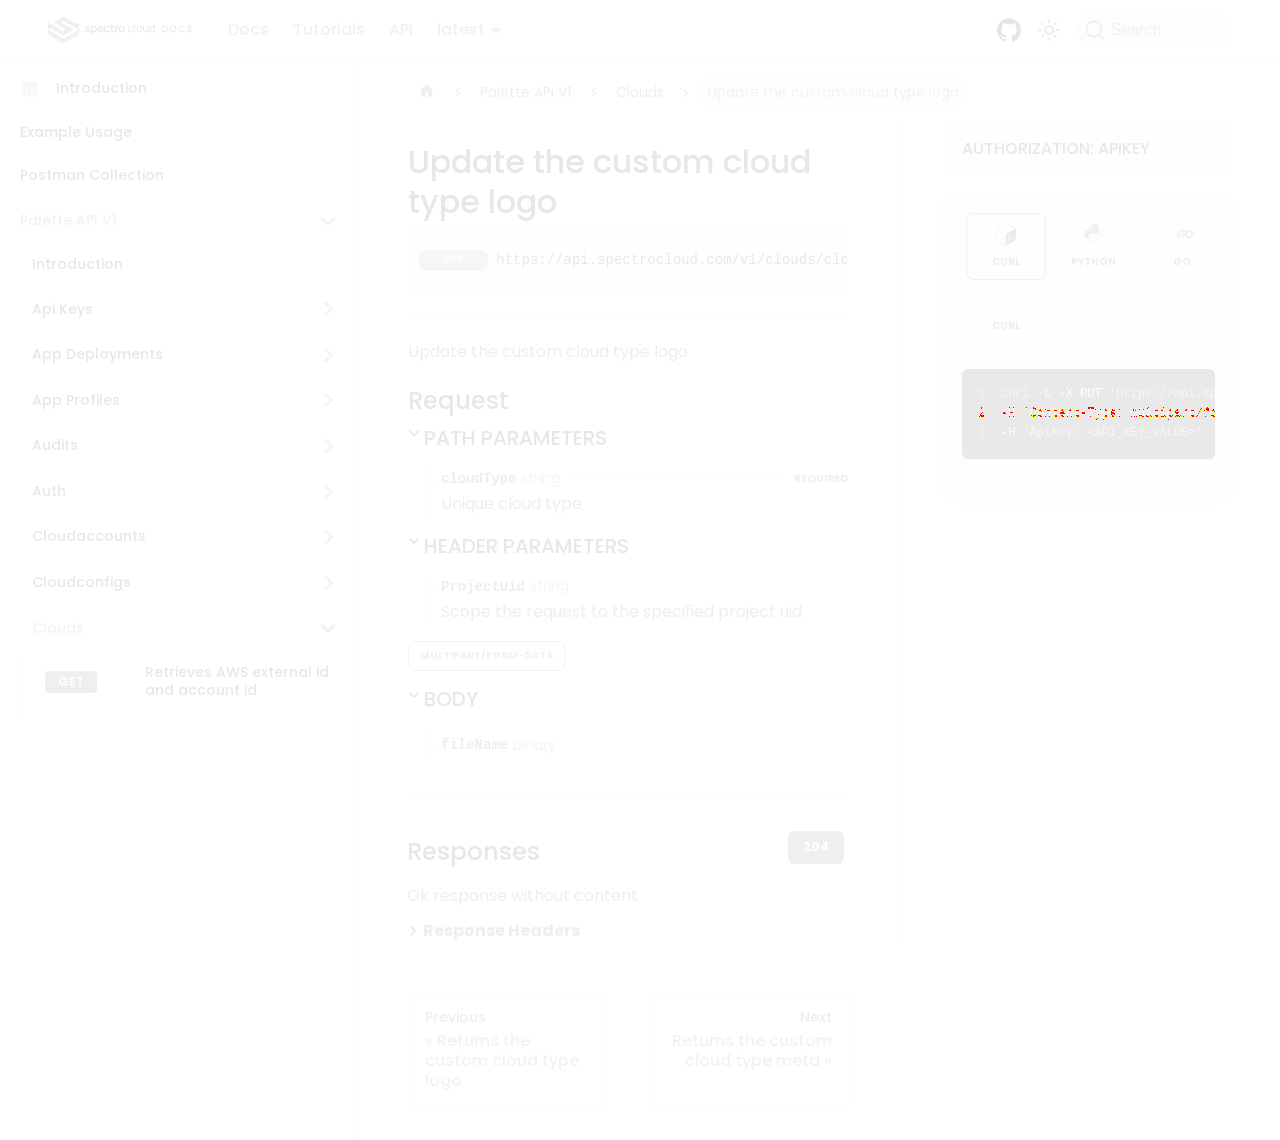 spectro cloud DOCS
Docs
Tutorials
API
latest
Search
Introduction
Example Usage
Postman Collection
Palette API V1
Introduction
Api Keys
App Deployments
App Profiles
Audits
Auth
Cloudaccounts
Cloudconfigs
Clouds
GET
Retrieves AWS external id
and account id
Palette API V1
Clouds
Update the custom cloud type logo
Update the custom cloud
type logo
PUT
https://api.spectrocloud.com/v1/clouds/clo
Update the custom cloud type logo
Request
PATH PARAMETERS
cloudType string
REQUIRED
Unique cloud type
HEADER PARAMETERS
ProjectUid string
Scope the request to the specified project uid
MULTIPART/FORM-DATA
BODY
fileName binary
Responses
204
Ok response without content
Response Headers
Previous
« Returns the
custom cloud type
logo
Next
Returns the custom
cloud type meta »
AUTHORIZATION: APIKEY
CURL
PYTHON
GO
GO
CURL
1 curl -L -X PUT 'https://api.sp
3 -H 'ApiKey: <API_KEY_VALUE>'